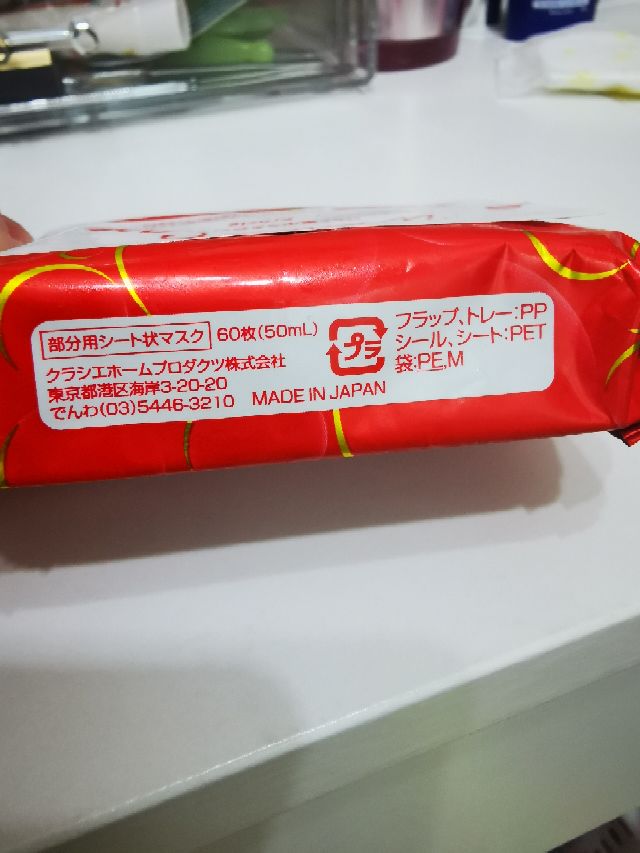 部分用シート状マスク 60枚(50mL)
クラシエホームプロダクツ株式会社
東京都港区海岸3-20-20
でんわ(03)5446-3210 MADE IN JAPAN
プラ
フラップ、トレー:PP
シール、シート:PET
袋:PE,M